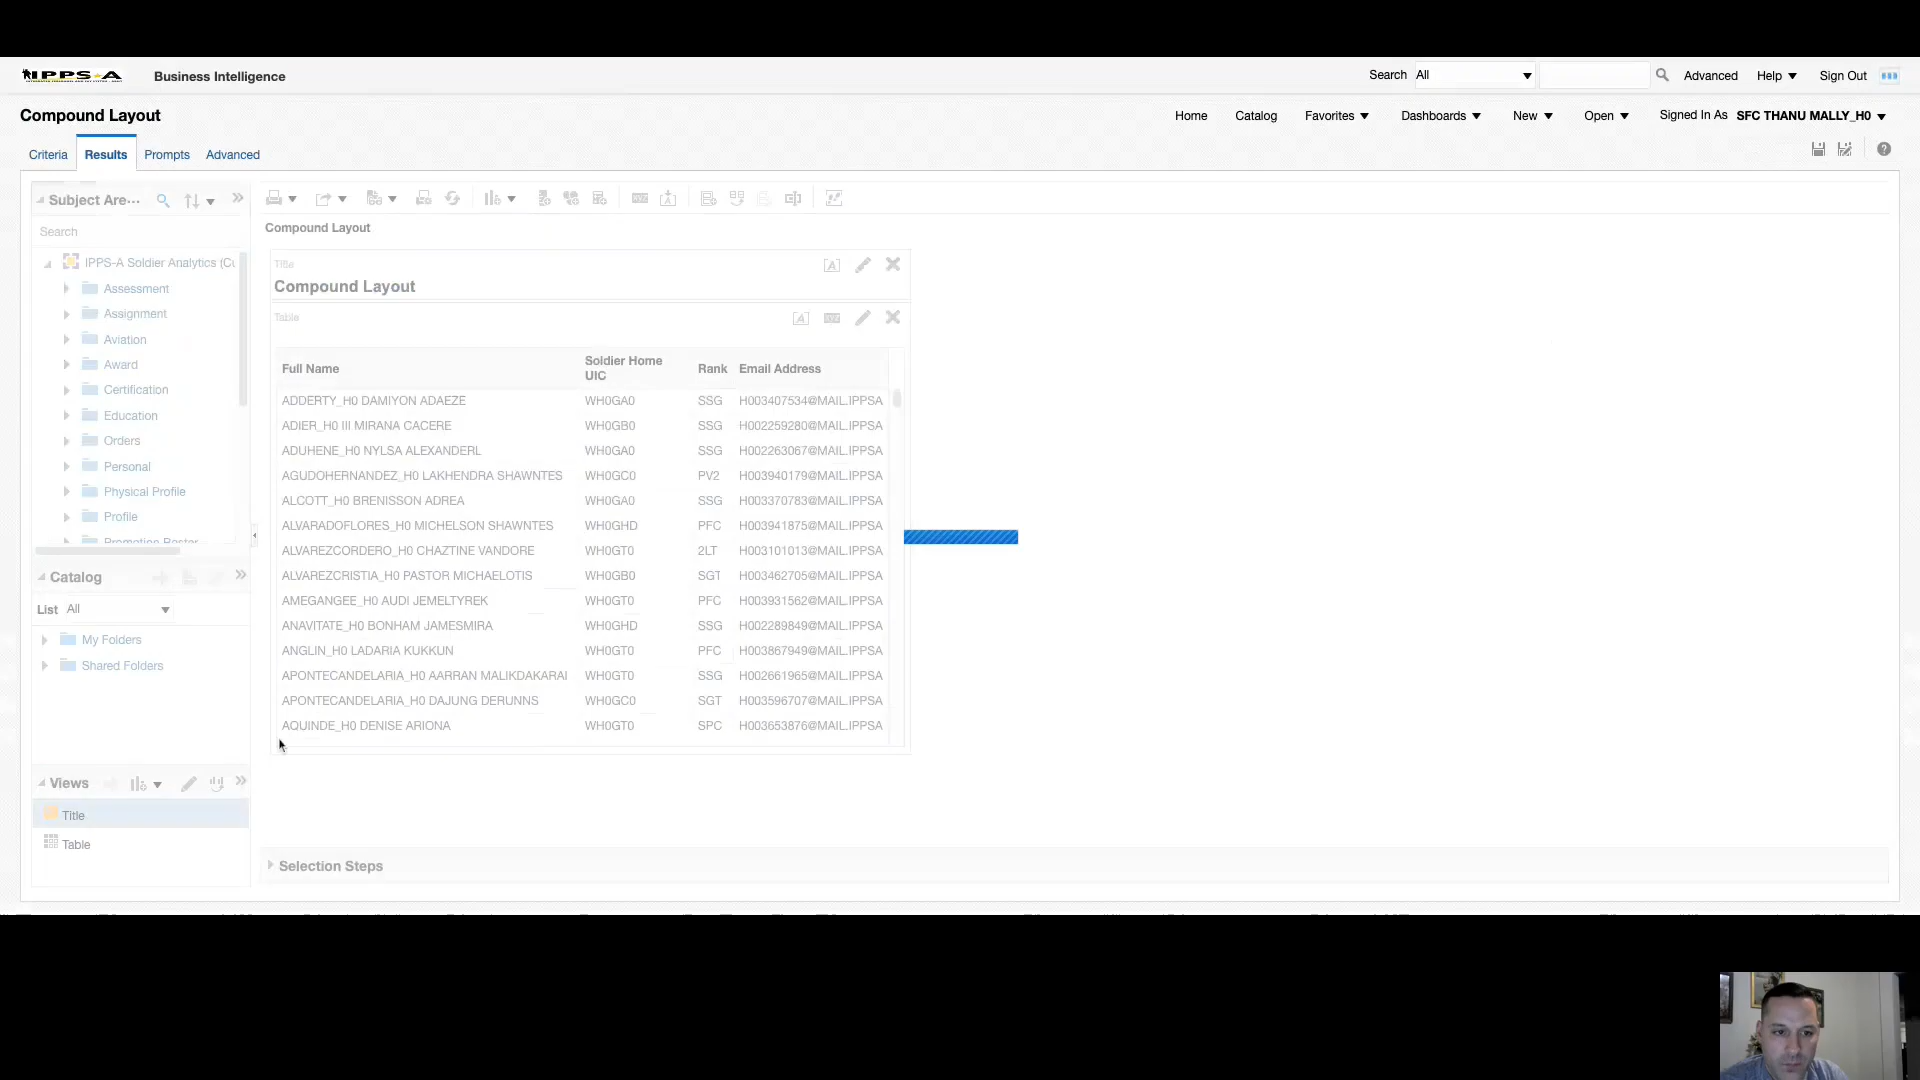 IPPS-A
Business Intelligence
Search All
Advanced
Help
Sign Out
Compound Layout
Home
Catalog
Favorites
Dashboards
New
Open
Signed In As SFC THANU MALLY_H0
Criteria
Results
Prompts
Advanced
Subject Are...
Search
IPPS-A Soldier Analytics (Cu
Assessment
Assignment
Aviation
Award
Certification
Education
Orders
Personal
Physical Profile
Profile
Promotion Roster
Catalog
List All
My Folders
Shared Folders
Views
Title
Table
Compound Layout
Title
Compound Layout
Table
Full Name Soldier Home UIC Rank Email Address
ADDERTY_H0 DAMIYON ADAEZE WH0GA0 SSG H003407534@MAIL.IPPSA
ADIER_H0 III MIRANA CACERE WH0GB0 SSG H002259280@MAIL.IPPSA
ADUHENE_H0 NYLSA ALEXANDERL WH0GA0 SSG H002263067@MAIL.IPPSA
AGUDOHERNANDEZ_H0 LAKHENDRA SHAWNTES WH0GC0 PV2 H003940179@MAIL.IPPSA
ALCOTT_H0 BRENISSON ADREA WH0GA0 SSG H003370783@MAIL.IPPSA
ALVARADOFLORES_H0 MICHELSON SHAWNTES WH0GHD PFC H003941875@MAIL.IPPSA
ALVAREZCORDERO_H0 CHAZTINE VANDORE WH0GT0 2LT H003101013@MAIL.IPPSA
ALVAREZCRISTIA_H0 PASTOR MICHAELOTIS WH0GB0 SGT H003462705@MAIL.IPPSA
AMEGANGEE_H0 AUDI JEMELTYREK WH0GT0 PFC H003931562@MAIL.IPPSA
ANAVITATE_H0 BONHAM JAMESMIRA WH0GHD SSG H002289849@MAIL.IPPSA
ANGLIN_H0 LADARIA KUKKUN WH0GT0 PFC H003867949@MAIL.IPPSA
APONTECANDELARIA_H0 AARRAN MALIKDAKARAI WH0GT0 SSG H002661965@MAIL.IPPSA
APONTECANDELARIA_H0 DAJUNG DERUNNS WH0GC0 SGT H003596707@MAIL.IPPSA
AQUINDE_H0 DENISE ARIONA WH0GT0 SPC H003653876@MAIL.IPPSA
Selection Steps